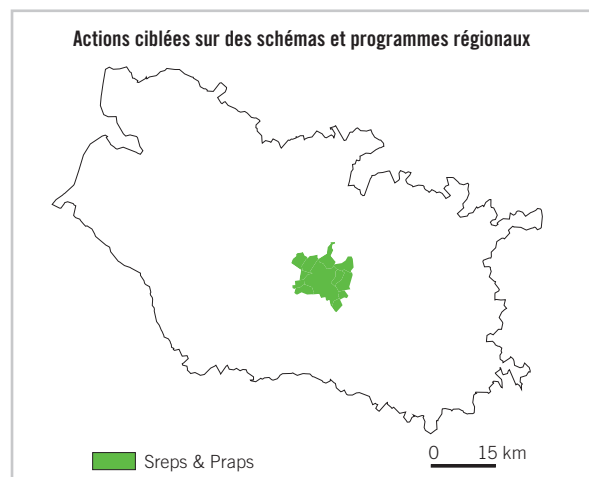 Actions ciblées sur des schémas et programmes régionaux
Sreps & Praps
0 15 km